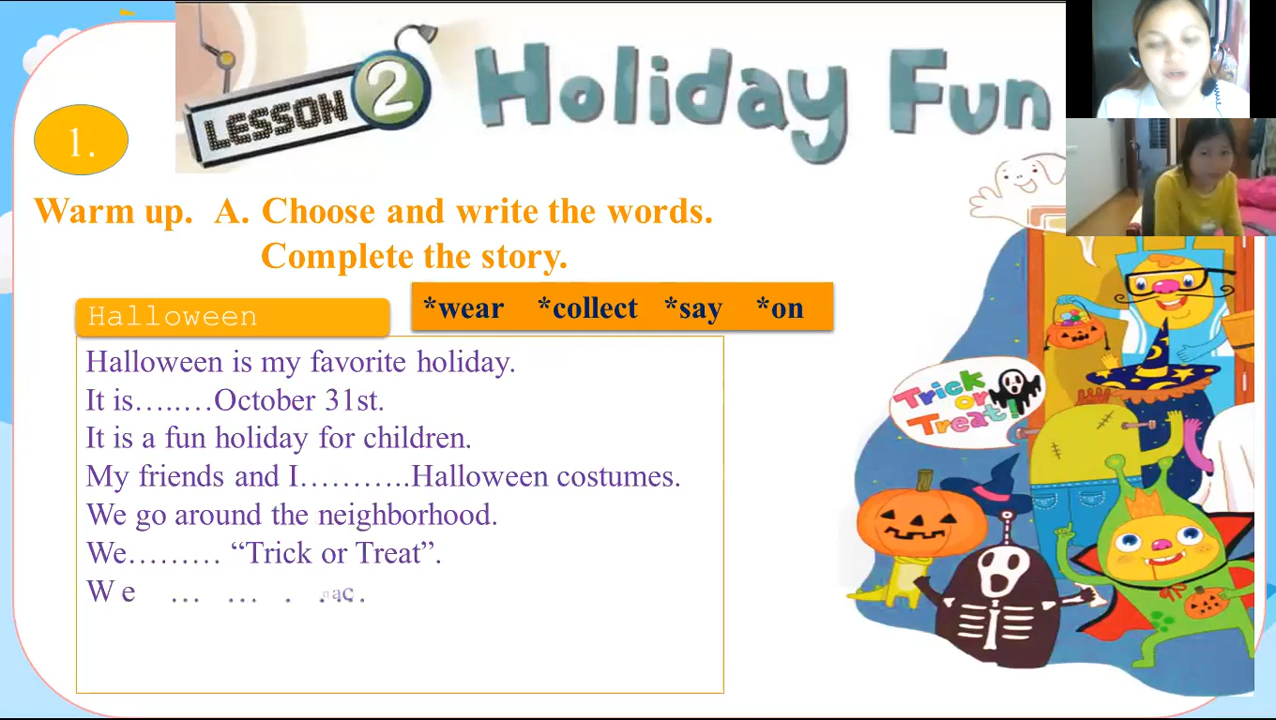 LESSON 2 Holiday Fun
1.
Warm up. A. Choose and write the words.
Complete the story.
Halloween
*wear *collect *say *on
Halloween is my favorite holiday.
It is…..…October 31st.
It is a fun holiday for children.
My friends and I………..Halloween costumes.
We go around the neighborhood.
We……… “Trick or Treat”.
W e … … . . .
Trick
or
Treat!